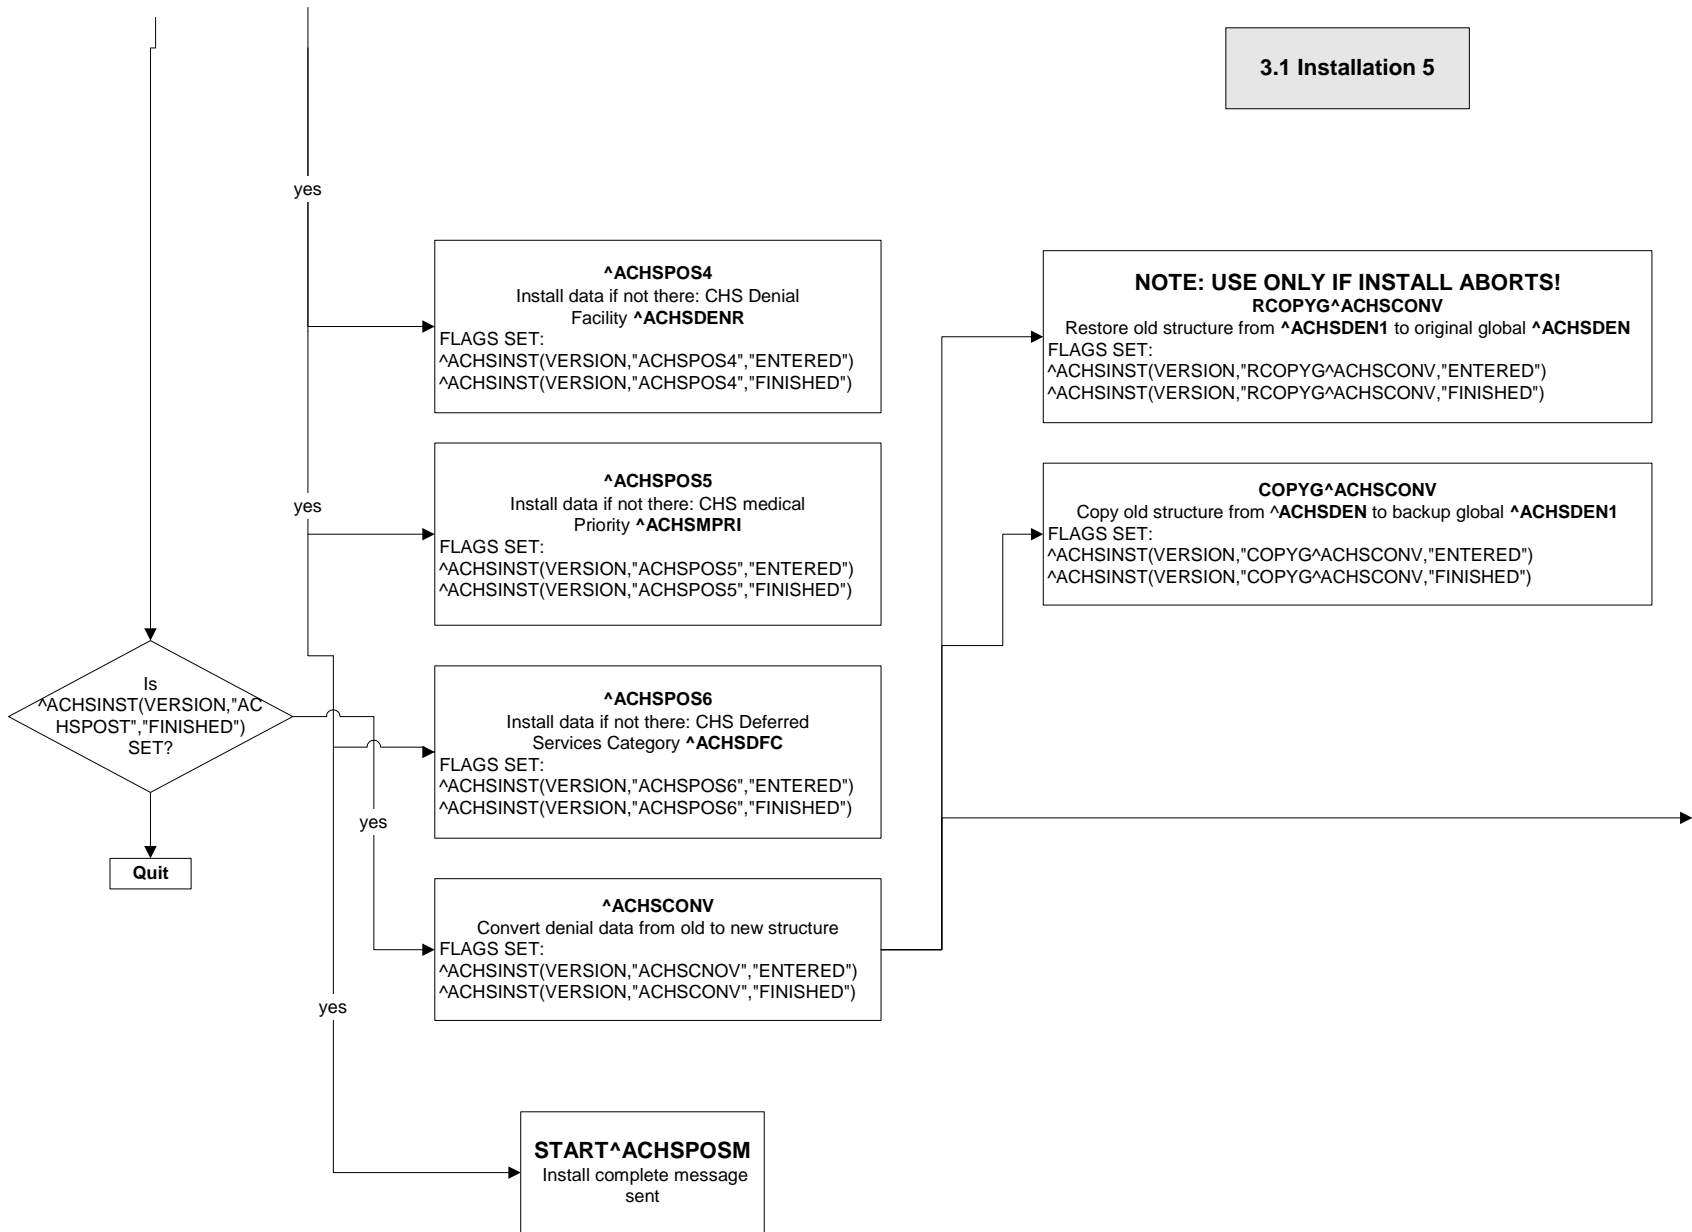 3.1 Installation 5
yes
^ACHSPOS4
Install data if not there: CHS Denial
Facility ^ACHSDENR
FLAGS SET:
^ACHSINST(VERSION,"ACHSPOS4","ENTERED")
^ACHSINST(VERSION,"ACHSPOS4","FINISHED")
NOTE: USE ONLY IF INSTALL ABORTS!
RCOPYG^ACHSCONV
Restore old structure from ^ACHSDEN1 to original global ^ACHSDEN
FLAGS SET:
^ACHSINST(VERSION,"RCOPYG^ACHSCONV,"ENTERED")
^ACHSINST(VERSION,"RCOPYG^ACHSCONV,"FINISHED")
yes
^ACHSPOS5
Install data if not there: CHS medical
Priority ^ACHSMPRI
FLAGS SET:
^ACHSINST(VERSION,"ACHSPOS5","ENTERED")
^ACHSINST(VERSION,"ACHSPOS5","FINISHED")
COPYG^ACHSCONV
Copy old structure from ^ACHSDEN to backup global ^ACHSDEN1
FLAGS SET:
^ACHSINST(VERSION,"COPYG^ACHSCONV,"ENTERED")
^ACHSINST(VERSION,"COPYG^ACHSCONV,"FINISHED")
Is
^ACHSINST(VERSION,"AC
HSPOST","FINISHED")
SET?
^ACHSPOS6
Install data if not there: CHS Deferred
Services Category ^ACHSDFC
FLAGS SET:
^ACHSINST(VERSION,"ACHSPOS6","ENTERED")
^ACHSINST(VERSION,"ACHSPOS6","FINISHED")
yes
Quit
^ACHSCONV
Convert denial data from old to new structure
FLAGS SET:
^ACHSINST(VERSION,"ACHSCNOV","ENTERED")
^ACHSINST(VERSION,"ACHSCONV","FINISHED")
yes
START^ACHSPOSM
Install complete message
sent